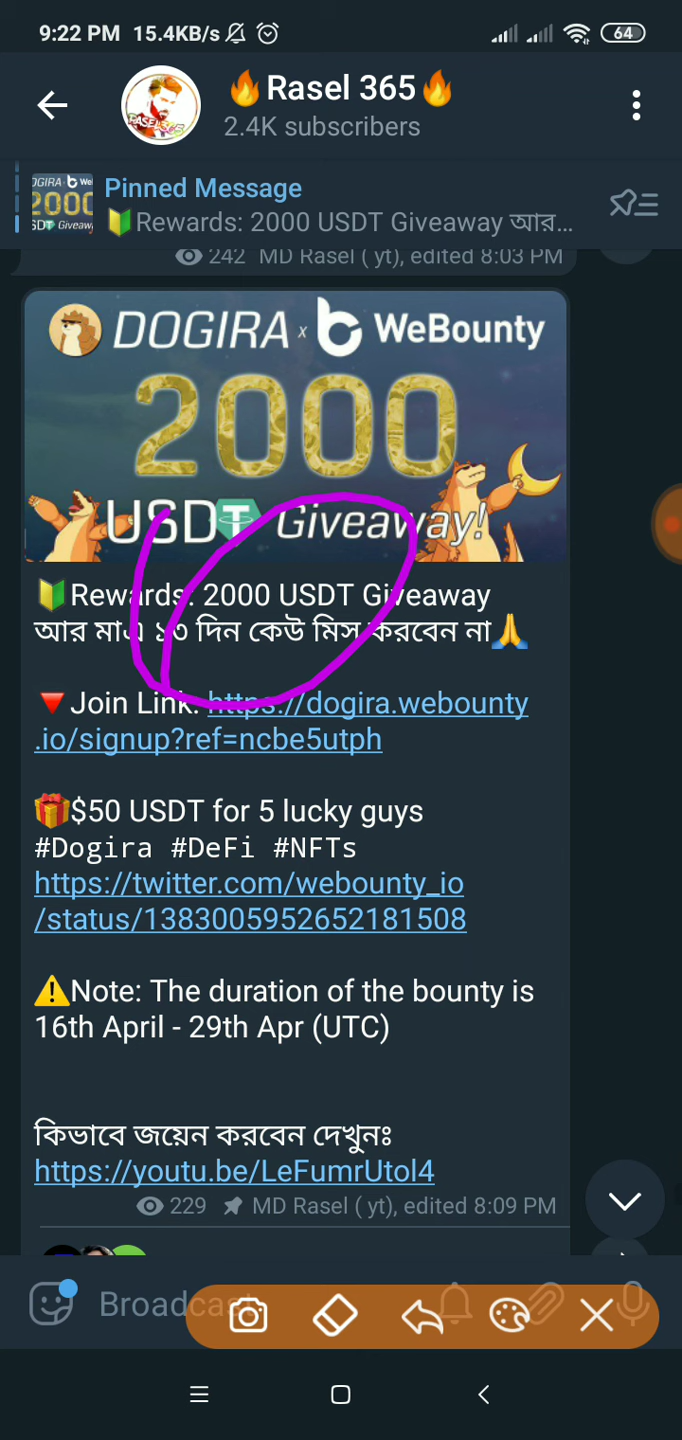 9:22 PM 15.4KB/s 64
🔥Rasel 365🔥
2.4K subscribers
Pinned Message
🔰Rewards: 2000 USDT Giveaway আর...
242 MD Rasel ( yt), edited 8:03 PM
DOGIRA x WeBounty
2000
USDT Giveaway!
🔰Rewards: 2000 USDT Giveaway
আর মাএ ১৩ দিন কেউ মিস করবেন না🙏
🔻Join Link: https://dogira.webounty
.io/signup?ref=ncbe5utph
🎁$50 USDT for 5 lucky guys
#Dogira #DeFi #NFTs
https://twitter.com/webounty_io
/status/1383005952652181508
⚠️Note: The duration of the bounty is
16th April - 29th Apr (UTC)
কিভাবে জয়েন করবেন দেখুনঃ
https://youtu.be/LeFumrUtol4
229 MD Rasel ( yt), edited 8:09 PM
Broadcast